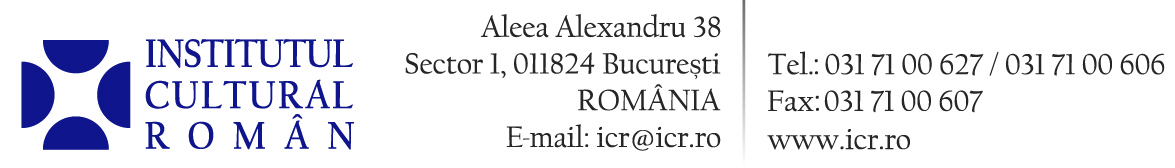 INSTITUTUL
CULTURAL
ROMÂN
Aleea Alexandru 38
Sector 1, 011824 București
ROMÂNIA
E-mail: icr@icr.ro
Tel.: 031 71 00 627 / 031 71 00 606
Fax: 031 71 00 607
www.icr.ro